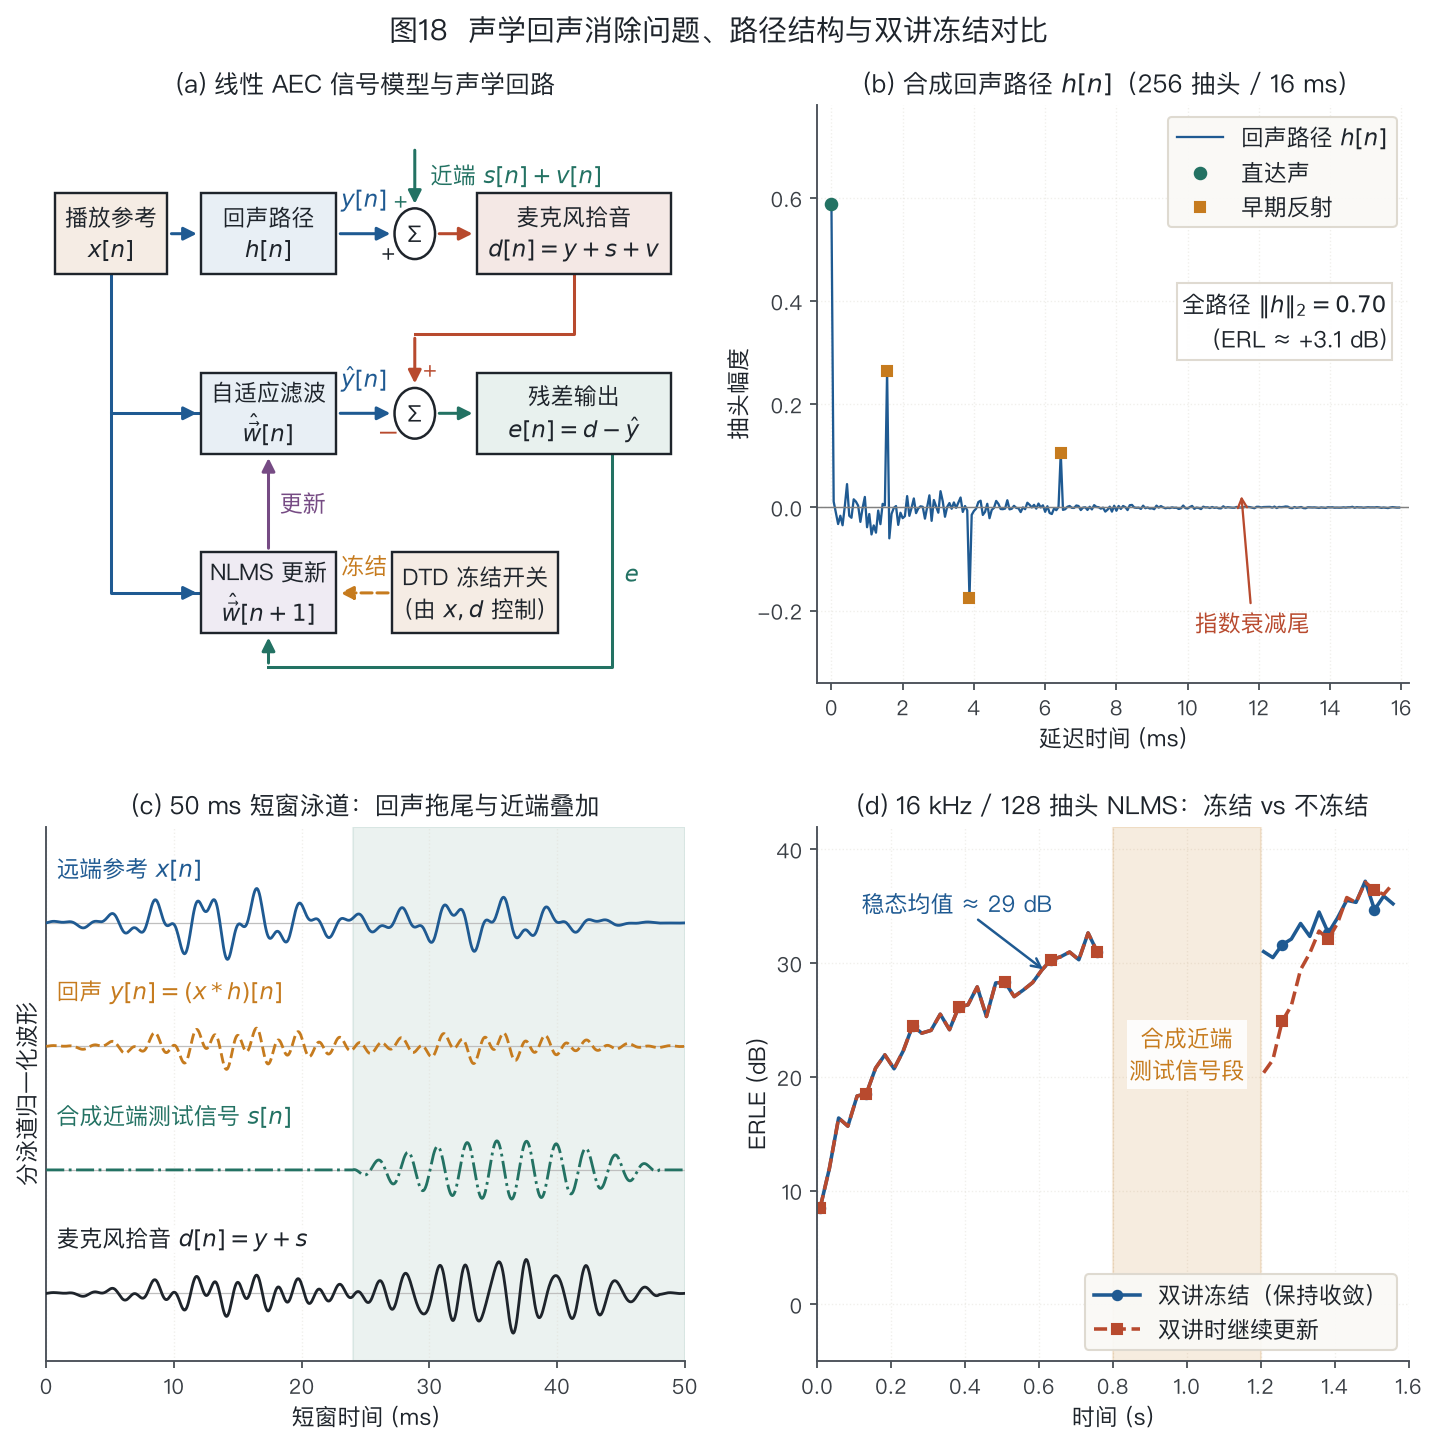 图18 声学回声消除问题、路径结构与双讲冻结对比
(a) 线性 AEC 信号模型与声学回路
近端 s[n] + v[n]
播放参考
x[n]
回声路径
h[n]
y[n]
+
+
Σ
麦克风拾音
d[n] = y + s + v
自适应滤波
ŵ[n]
ŷ[n]
+
−
Σ
残差输出
e[n] = d − ŷ
更新
NLMS 更新
ŵ[n + 1]
冻结
DTD 冻结开关
(由 x, d 控制)
e
(b) 合成回声路径 h[n]（256 抽头 / 16 ms）
回声路径 h[n]
直达声
早期反射
全路径 ‖h‖₂ = 0.70
(ERL ≈ +3.1 dB)
指数衰减尾
抽头幅度
0.6
0.4
0.2
0.0
−0.2
0 2 4 6 8 10 12 14 16
延迟时间 (ms)
(c) 50 ms 短窗泳道：回声拖尾与近端叠加
远端参考 x[n]
回声 y[n] = (x * h)[n]
合成近端测试信号 s[n]
麦克风拾音 d[n] = y + s
分泳道归一化波形
0 10 20 30 40 50
短窗时间 (ms)
(d) 16 kHz / 128 抽头 NLMS：冻结 vs 不冻结
稳态均值 ≈ 29 dB
合成近端
测试信号段
双讲冻结（保持收敛）
双讲时继续更新
ERLE (dB)
40
30
20
10
0
0.0 0.2 0.4 0.6 0.8 1.0 1.2 1.4 1.6
时间 (s)